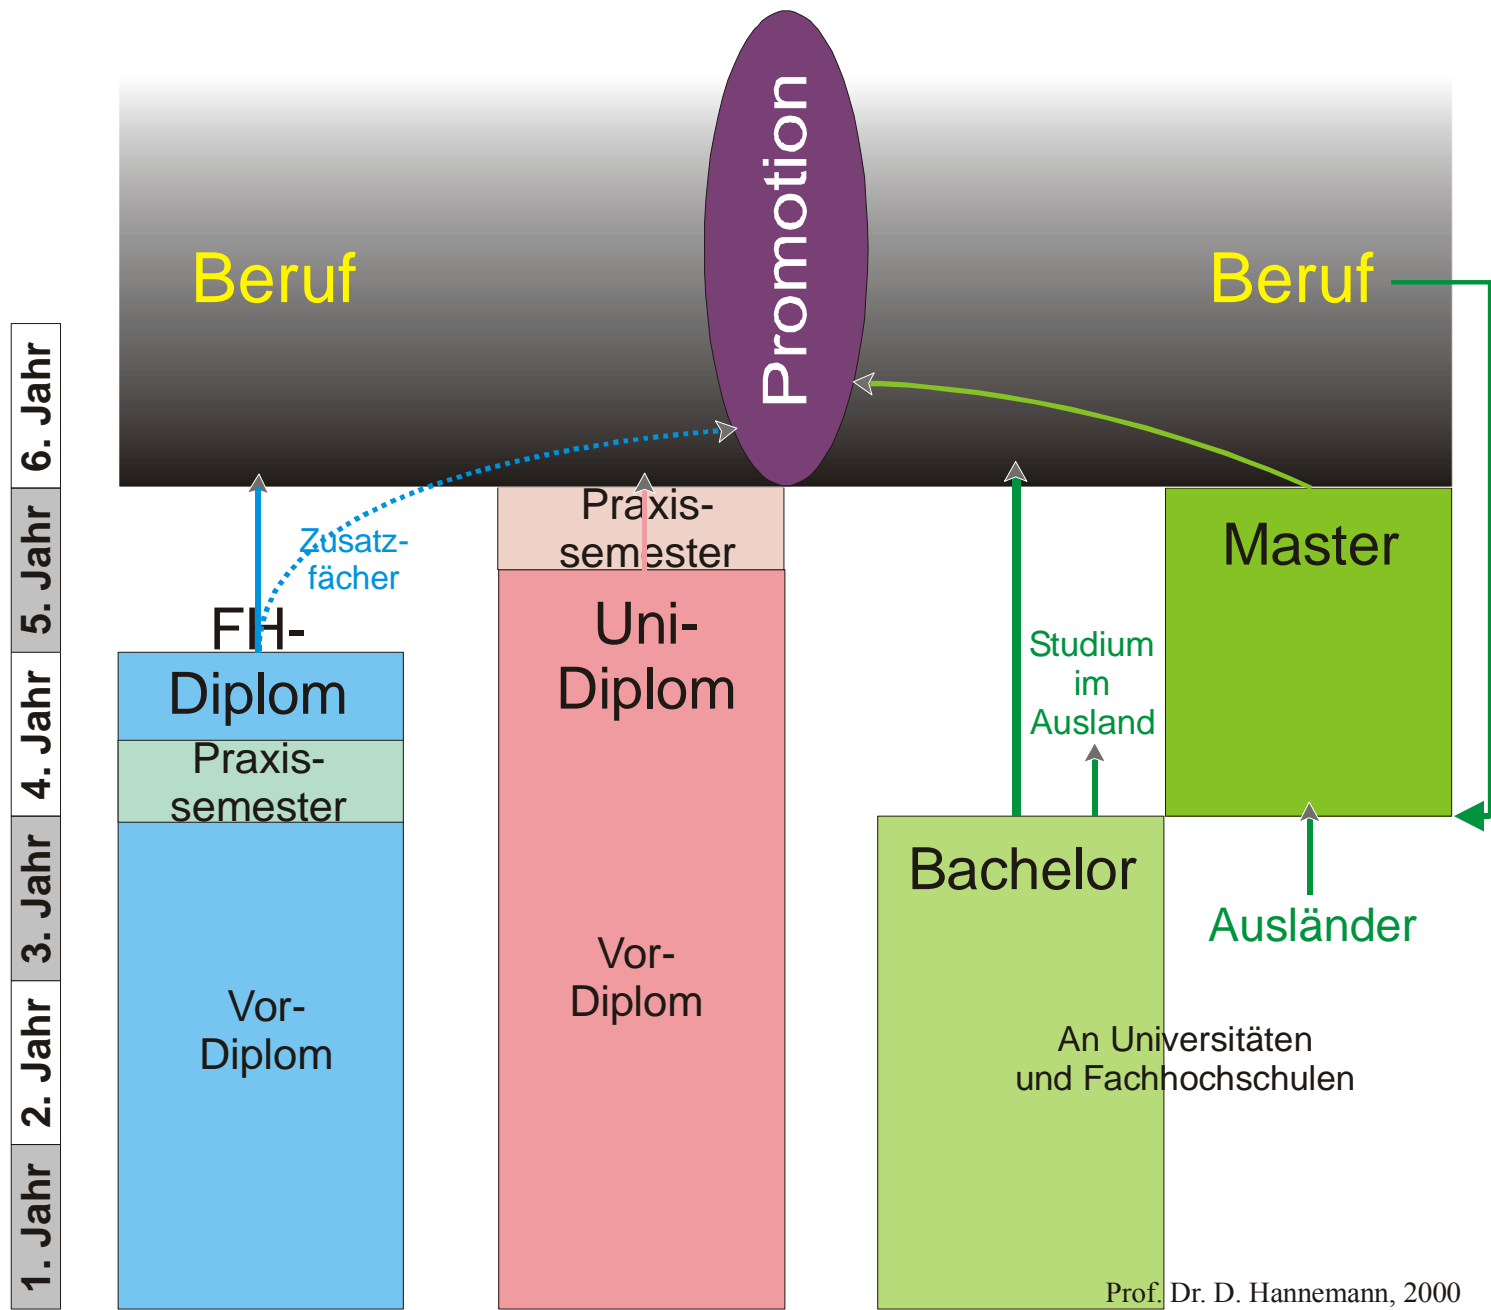 Promotion
Beruf
Beruf
6. Jahr
5. Jahr
4. Jahr
3. Jahr
2. Jahr
1. Jahr
Zusatz-
fächer
FH-
Diplom
Praxis-
semester
Vor-
Diplom
Praxis-
semester
Uni-
Diplom
Vor-
Diplom
Studium
im
Ausland
Bachelor
Master
Ausländer
An Universitäten
und Fachhochschulen
Prof. Dr. D. Hannemann, 2000